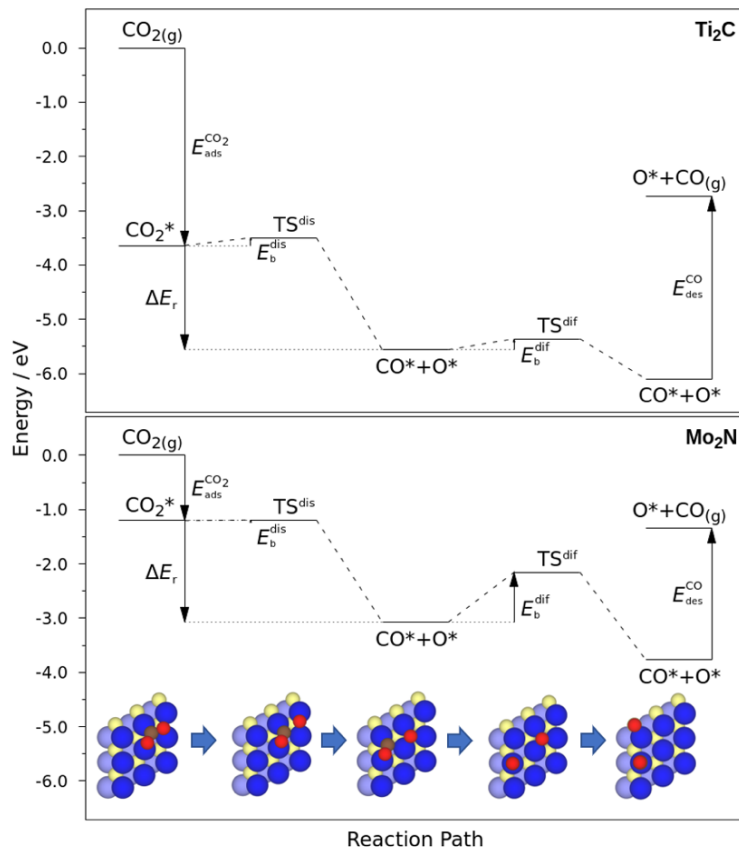 Ti₂C
CO₂(g)
0.0
-1.0
E_ads^CO₂
-2.0
O*+CO(g)
-3.0
CO₂* TS^dis
E_b^dis
-4.0
ΔE_r
E_des^CO
-5.0
TS^dif
E_b^dif
CO*+O*
-6.0
CO*+O*
Energy / eV
Mo₂N
CO₂(g)
0.0
E_ads^CO₂
-1.0
CO₂* TS^dis
O*+CO(g)
E_b^dis
-2.0
TS^dif
ΔE_r
E_b^dif
E_des^CO
-3.0
CO*+O*
-4.0
CO*+O*
-5.0
-6.0
Reaction Path